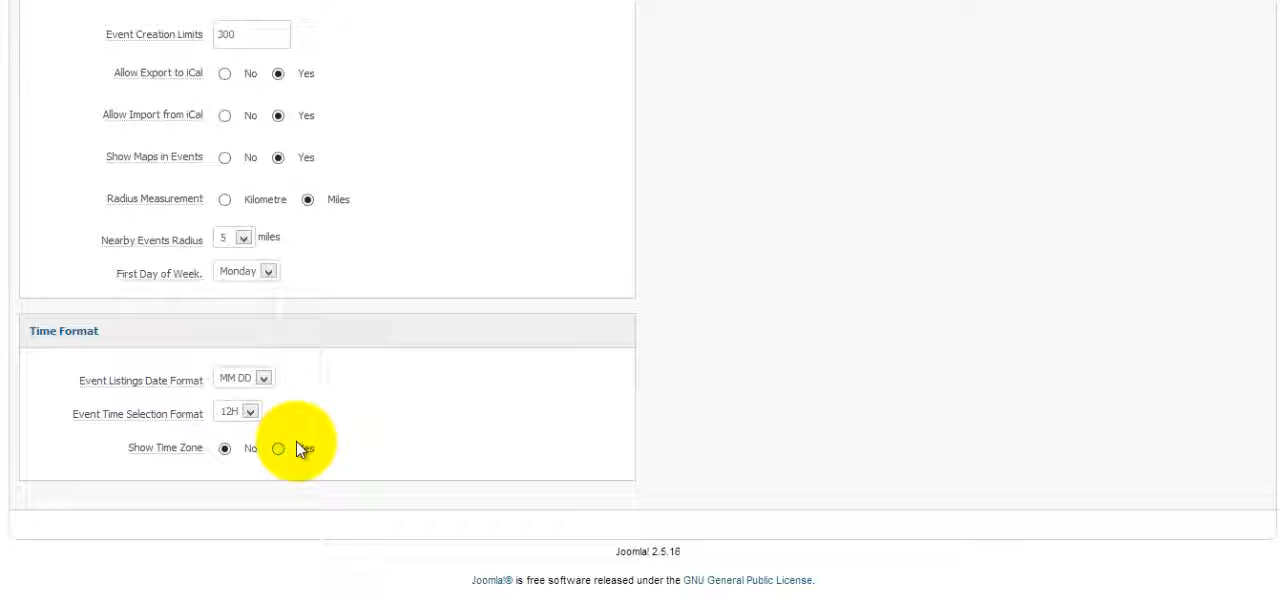 Event Creation Limits 300
Allow Export to iCal No Yes
Allow Import from iCal No Yes
Show Maps in Events No Yes
Radius Measurement Kilometre Miles
Nearby Events Radius 5 miles
First Day of Week. Monday
Time Format
Event Listings Date Format MM DD
Event Time Selection Format 12H
Show Time Zone No Yes
Joomla! 2.5.16
Joomla!® is free software released under the GNU General Public License.